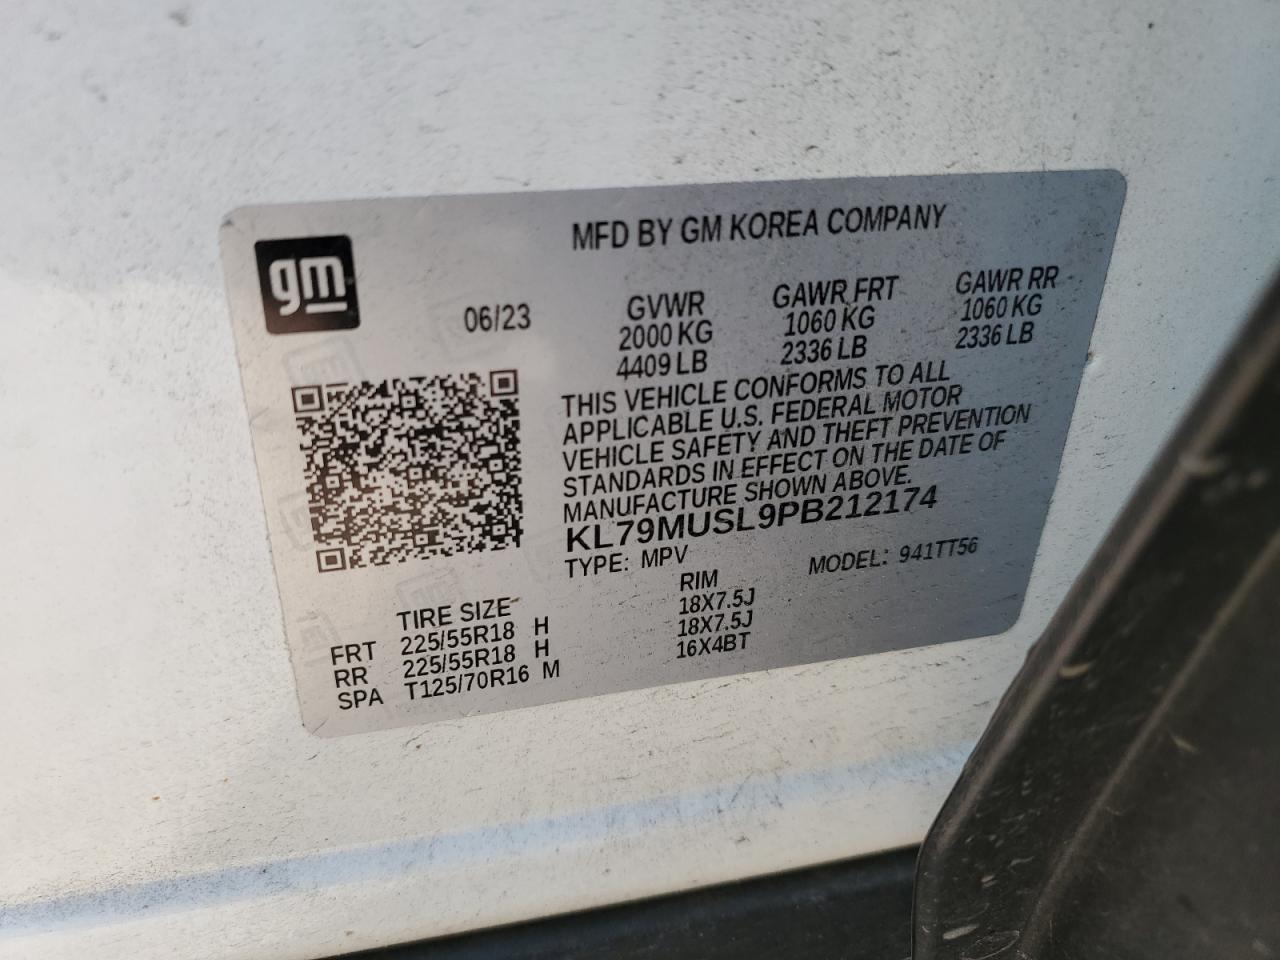 gm
MFD BY GM KOREA COMPANY
06/23
GVWR GAWR FRT GAWR RR
2000 KG 1060 KG 1060 KG
4409 LB 2336 LB 2336 LB
THIS VEHICLE CONFORMS TO ALL
APPLICABLE U.S. FEDERAL MOTOR
VEHICLE SAFETY AND THEFT PREVENTION
STANDARDS IN EFFECT ON THE DATE OF
MANUFACTURE SHOWN ABOVE.
KL79MUSL9PB212174
TYPE: MPV MODEL: 941TT56
TIRE SIZE RIM
FRT 225/55R18 H 18X7.5J
RR 225/55R18 H 18X7.5J
SPA T125/70R16 M 16X4BT